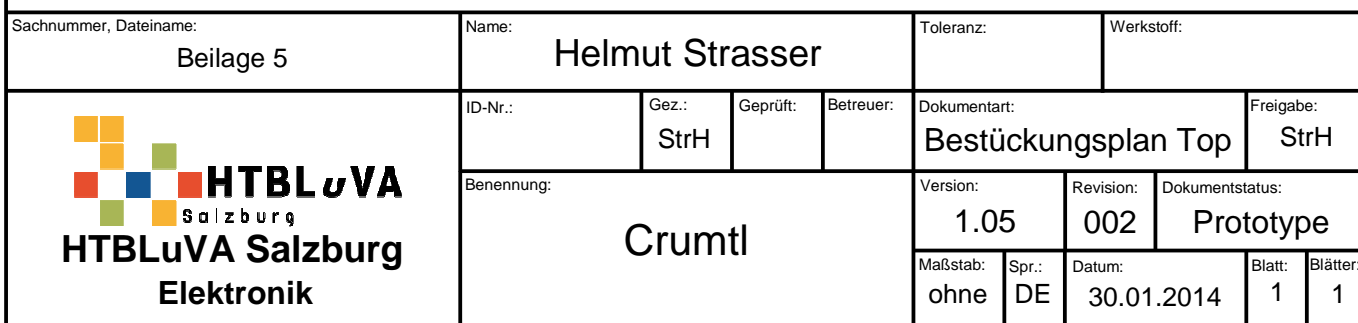 Sachnummer, Dateiname:
Beilage 5
Name:
Helmut Strasser
Toleranz:
Werkstoff:
HTBLuVA
Salzburg
HTBLuVA Salzburg
Elektronik
ID-Nr.:
Gez.:
StrH
Geprüft:
Betreuer:
Dokumentart:
Bestückungsplan Top
Freigabe:
StrH
Benennung:
Crumtl
Version:
1.05
Revision:
002
Dokumentstatus:
Prototype
Maßstab:
ohne
Spr.:
DE
Datum:
30.01.2014
Blatt:
1
Blätter:
1